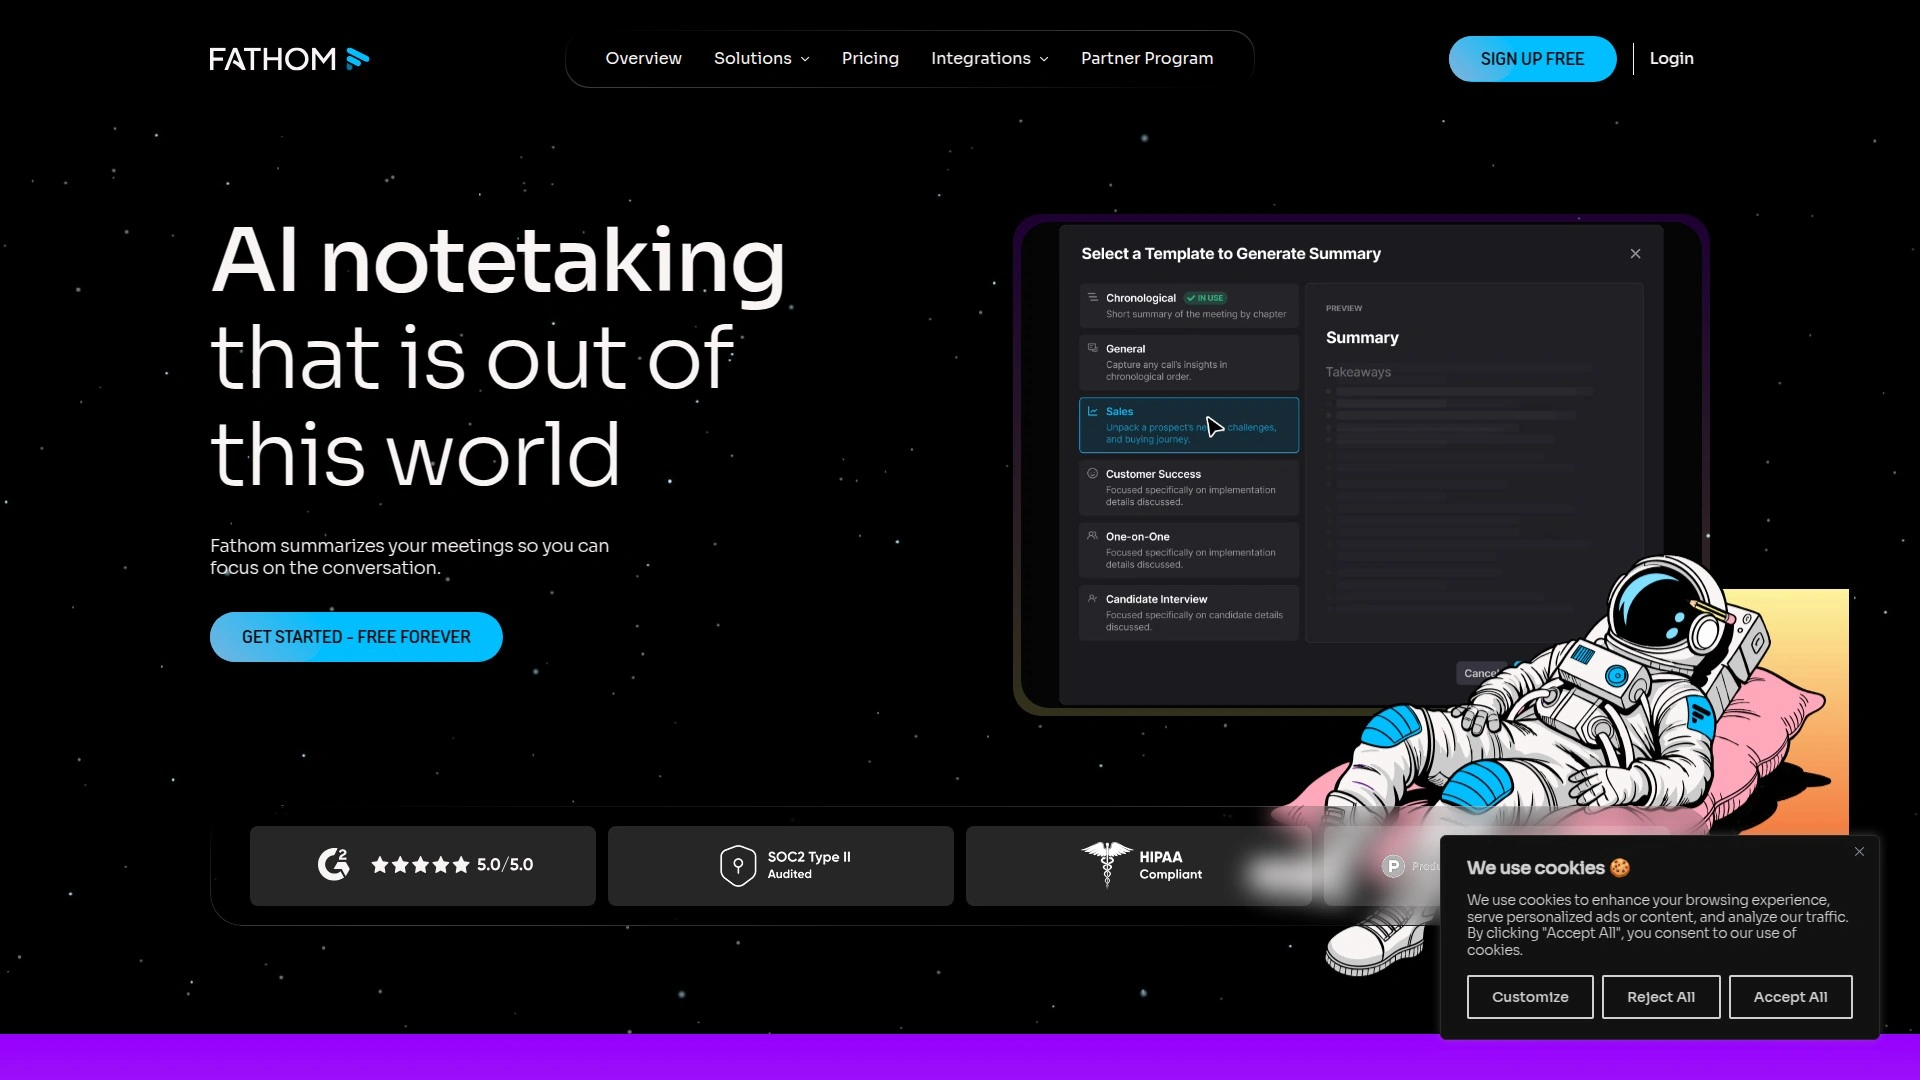 FATHOM
Overview
Solutions
Pricing
Integrations
Partner Program
SIGN UP FREE
Login
AI notetaking
that is out of
this world
Fathom summarizes your meetings so you can
focus on the conversation.
GET STARTED - FREE FOREVER
Select a Template to Generate Summary
Chronological
IN USE
Short summary of the meeting by chapter
General
Capture any call's insights in
chronological order.
Sales
Unpack a prospect's challenges,
and buying journey.
Customer Success
Focused specifically on implementation
details discussed.
One-on-One
Focused specifically on implementation
details discussed.
Candidate Interview
Focused specifically on candidate details
discussed.
PREVIEW
Summary
Takeaways
Cancel
G2
5.0/5.0
SOC2 Type II
Audited
HIPAA
Compliant
P
We use cookies 🍪
We use cookies to enhance your browsing experience,
serve personalized ads or content, and analyze our traffic.
By clicking "Accept All", you consent to our use of
cookies.
Customize
Reject All
Accept All